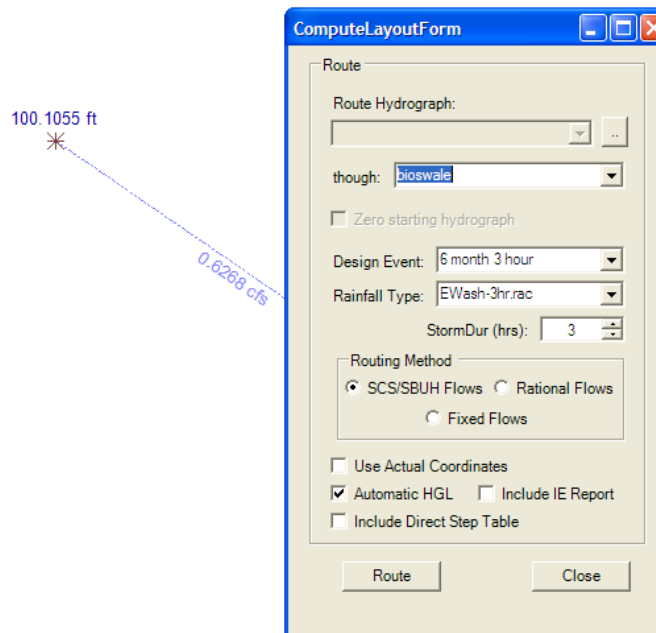 ComputeLayoutForm
Route
Route Hydrograph:
..
100.1055 ft
though: bioswale
Zero starting hydrograph
0.6268 cfs
Design Event: 6 month 3 hour
Rainfall Type: EWash-3hr.rac
StormDur (hrs): 3
Routing Method
SCS/SBUH Flows Rational Flows
Fixed Flows
Use Actual Coordinates
Automatic HGL Include IE Report
Include Direct Step Table
Route Close